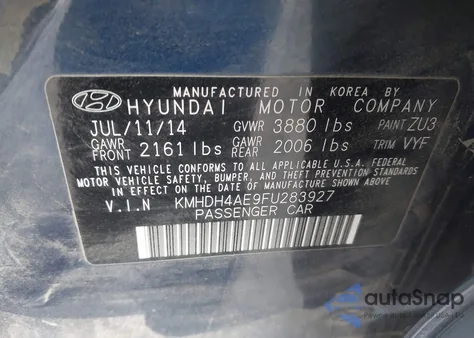 MANUFACTURED IN KOREA BY
HYUNDAI MOTOR COMPANY
JUL/11/14 GVWR 3880 lbs PAINT ZU3
GAWR FRONT 2161 lbs GAWR REAR 2006 lbs TRIM VYF
THIS VEHICLE CONFORMS TO ALL APPLICABLE U.S.A. FEDERAL
MOTOR VEHICLE SAFETY, BUMPER, AND THEFT PREVENTION STANDARDS
IN EFFECT ON THE DATE OF MANUFACTURE SHOWN ABOVE.
V.I.N KMHDH4AE9FU283927
PASSENGER CAR
autaSnap